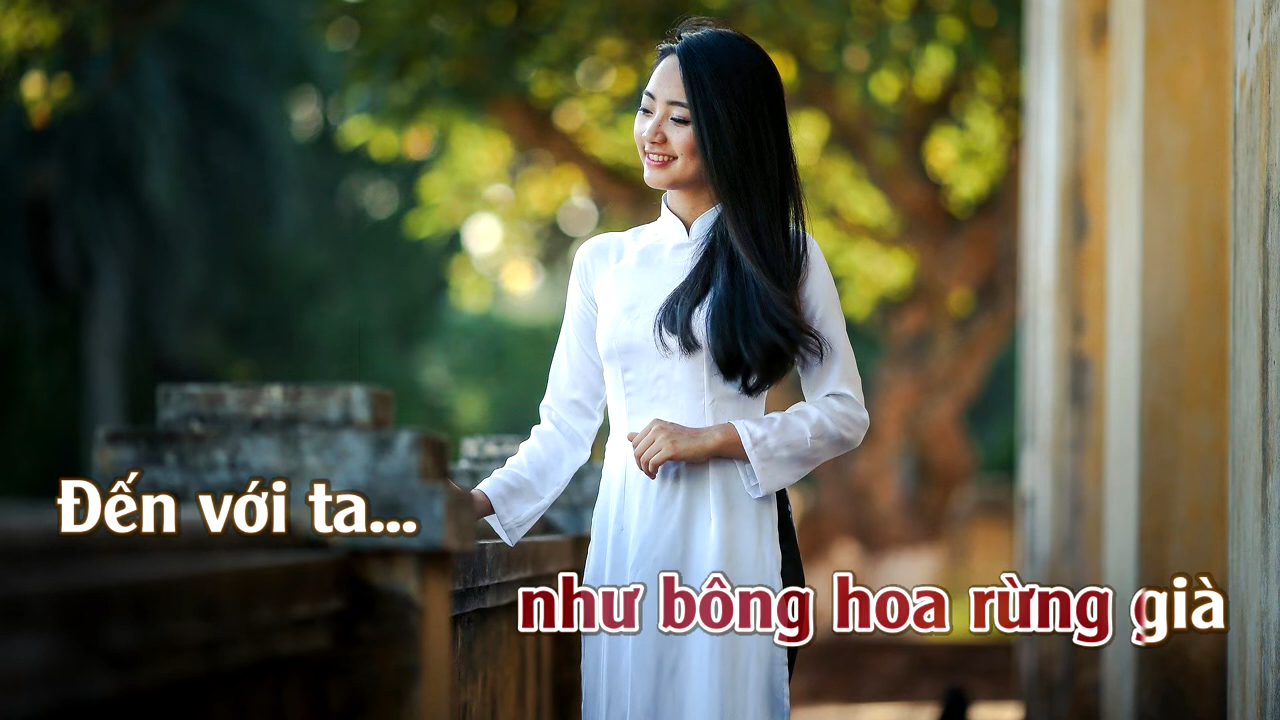 Đến với ta...
như bông hoa rừng già